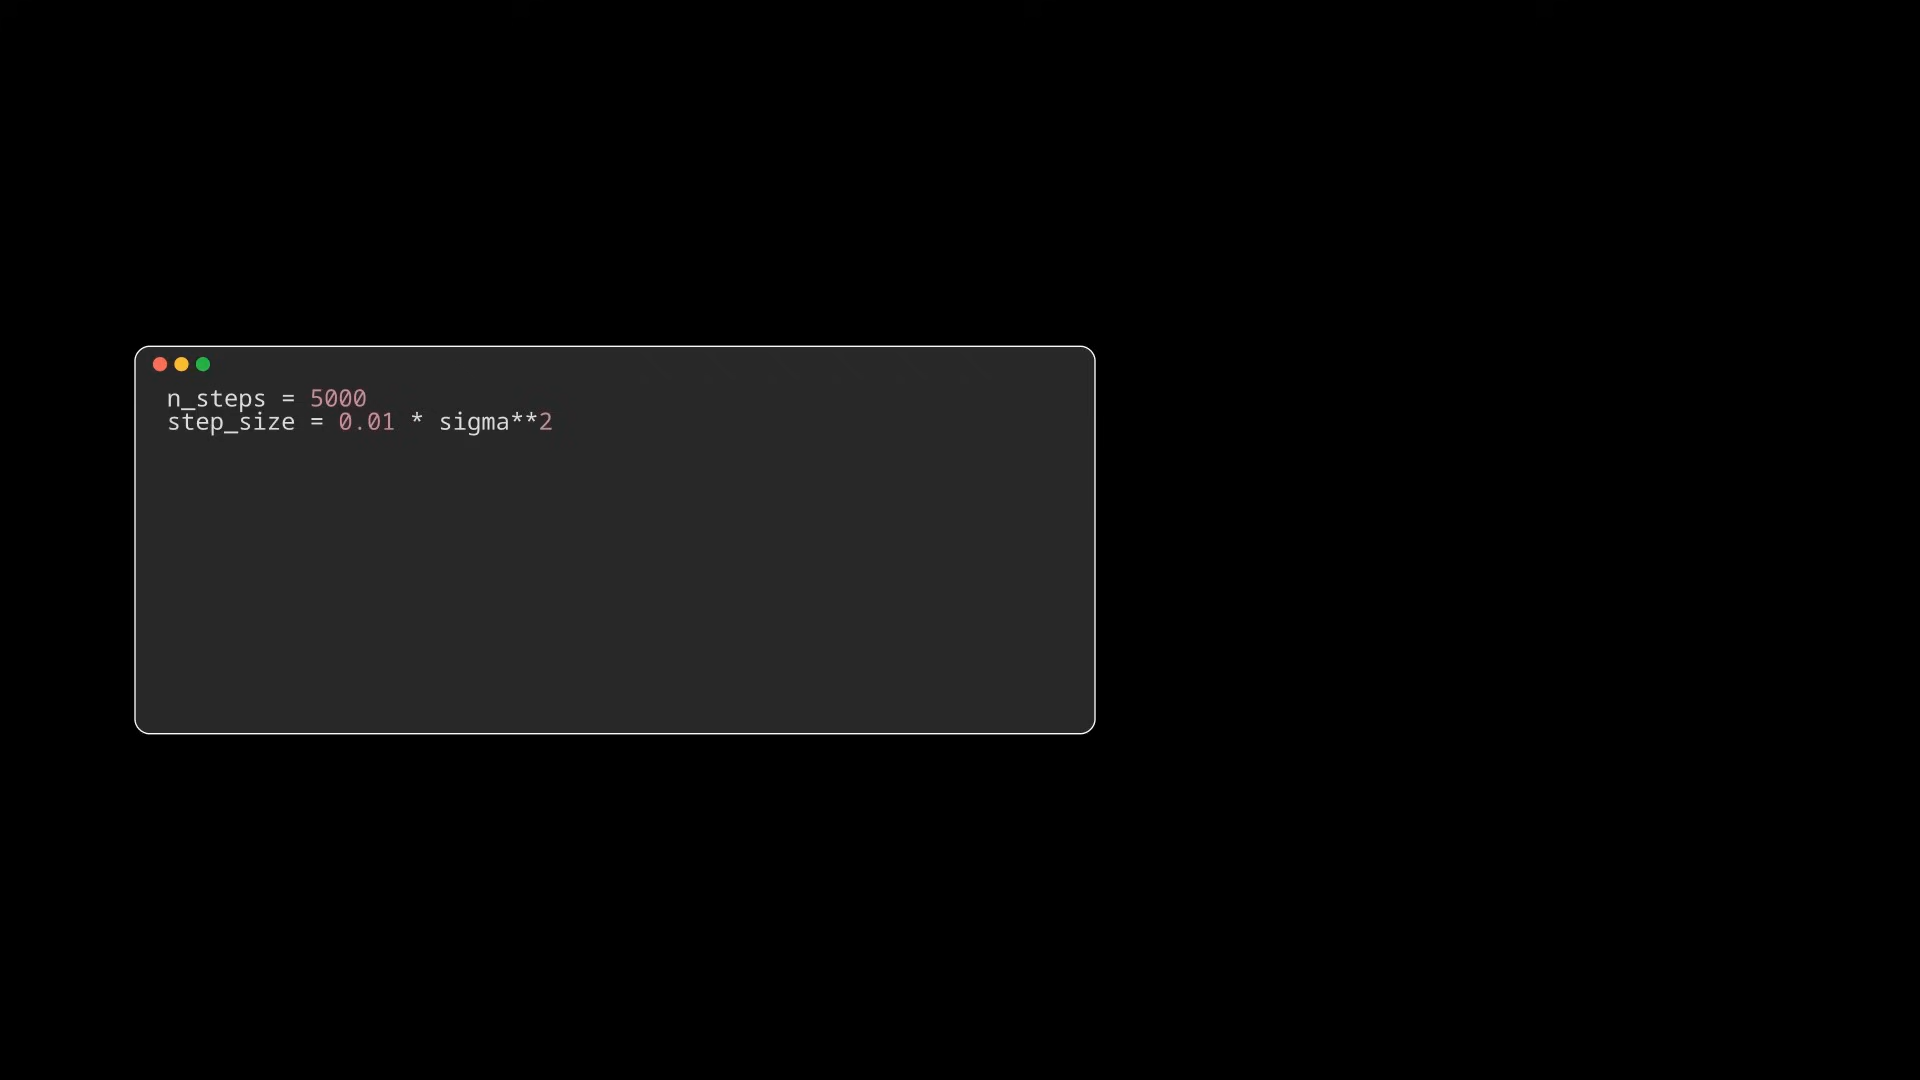 n_steps = 5000
step_size = 0.01 * sigma**2